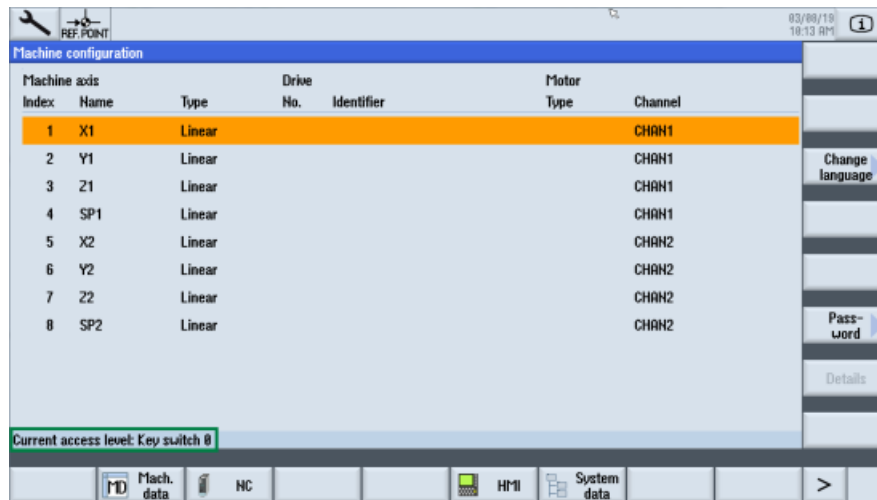 REF. POINT
03/08/19
10:13 AM
Machine configuration
Machine axis Drive Motor
Index Name Type No. Identifier Type Channel
1 X1 Linear CHAN1
2 Y1 Linear CHAN1
3 Z1 Linear CHAN1
4 SP1 Linear CHAN1
5 X2 Linear CHAN2
6 Y2 Linear CHAN2
7 Z2 Linear CHAN2
8 SP2 Linear CHAN2
Change
language
Pass-
word
Details
Current access level: Key switch 0
MD Mach.
data
NC
HMI
System
data
>